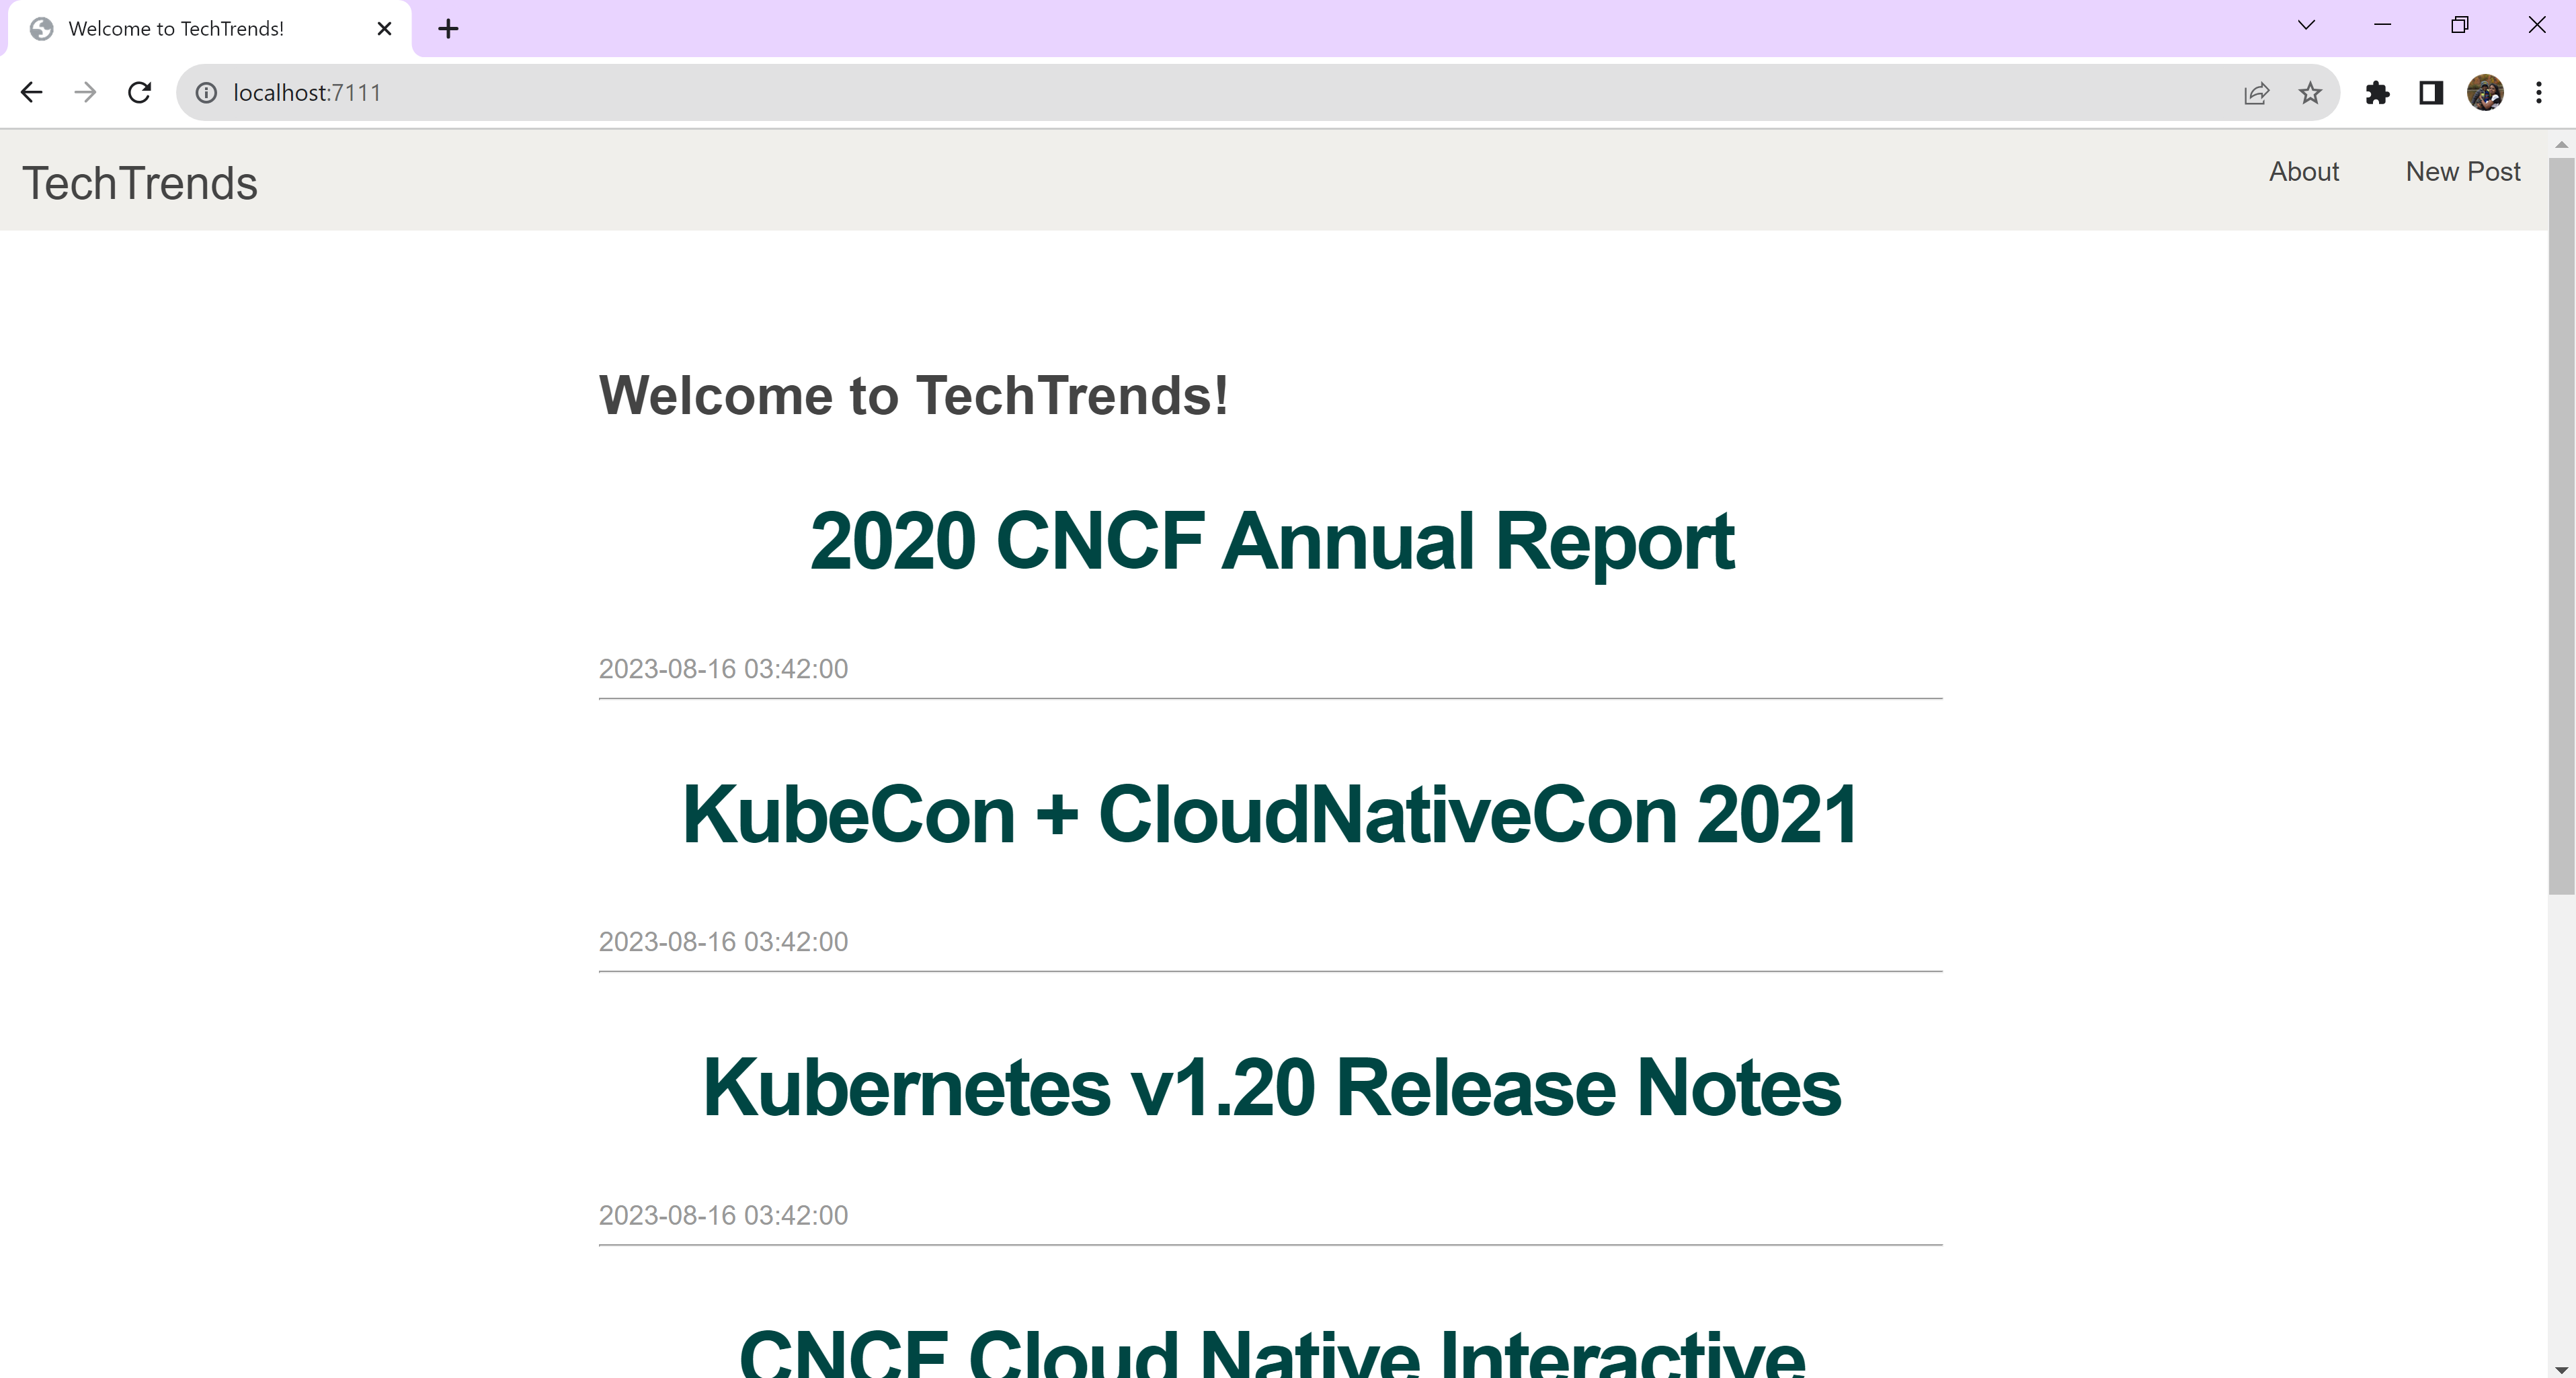 Welcome to TechTrends!
localhost:7111
TechTrends
About
New Post
Welcome to TechTrends!
2020 CNCF Annual Report
2023-08-16 03:42:00
KubeCon + CloudNativeCon 2021
2023-08-16 03:42:00
Kubernetes v1.20 Release Notes
2023-08-16 03:42:00
CNCF Cloud Native Interactive